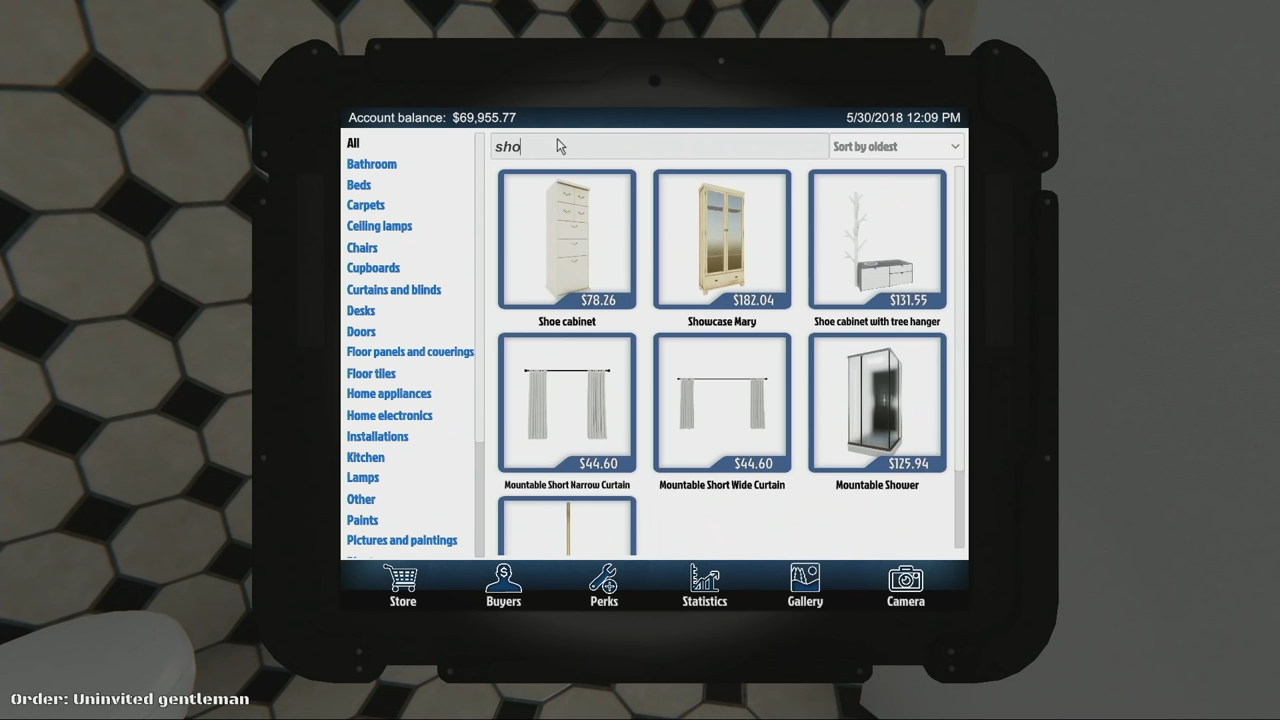 Account balance: $69,955.77
5/30/2018 12:09 PM
All
Bathroom
Beds
Carpets
Ceiling lamps
Chairs
Cupboards
Curtains and blinds
Desks
Doors
Floor panels and coverings
Floor tiles
Home appliances
Home electronics
Installations
Kitchen
Lamps
Other
Paints
Pictures and paintings
sho
Sort by oldest
$78.26
$182.04
$131.55
Shoe cabinet
Showcase Mary
Shoe cabinet with tree hanger
$44.60
$44.60
$125.94
Mountable Short Narrow Curtain
Mountable Short Wide Curtain
Mountable Shower
Store
Buyers
Perks
Statistics
Gallery
Camera
Order: Uninvited gentleman